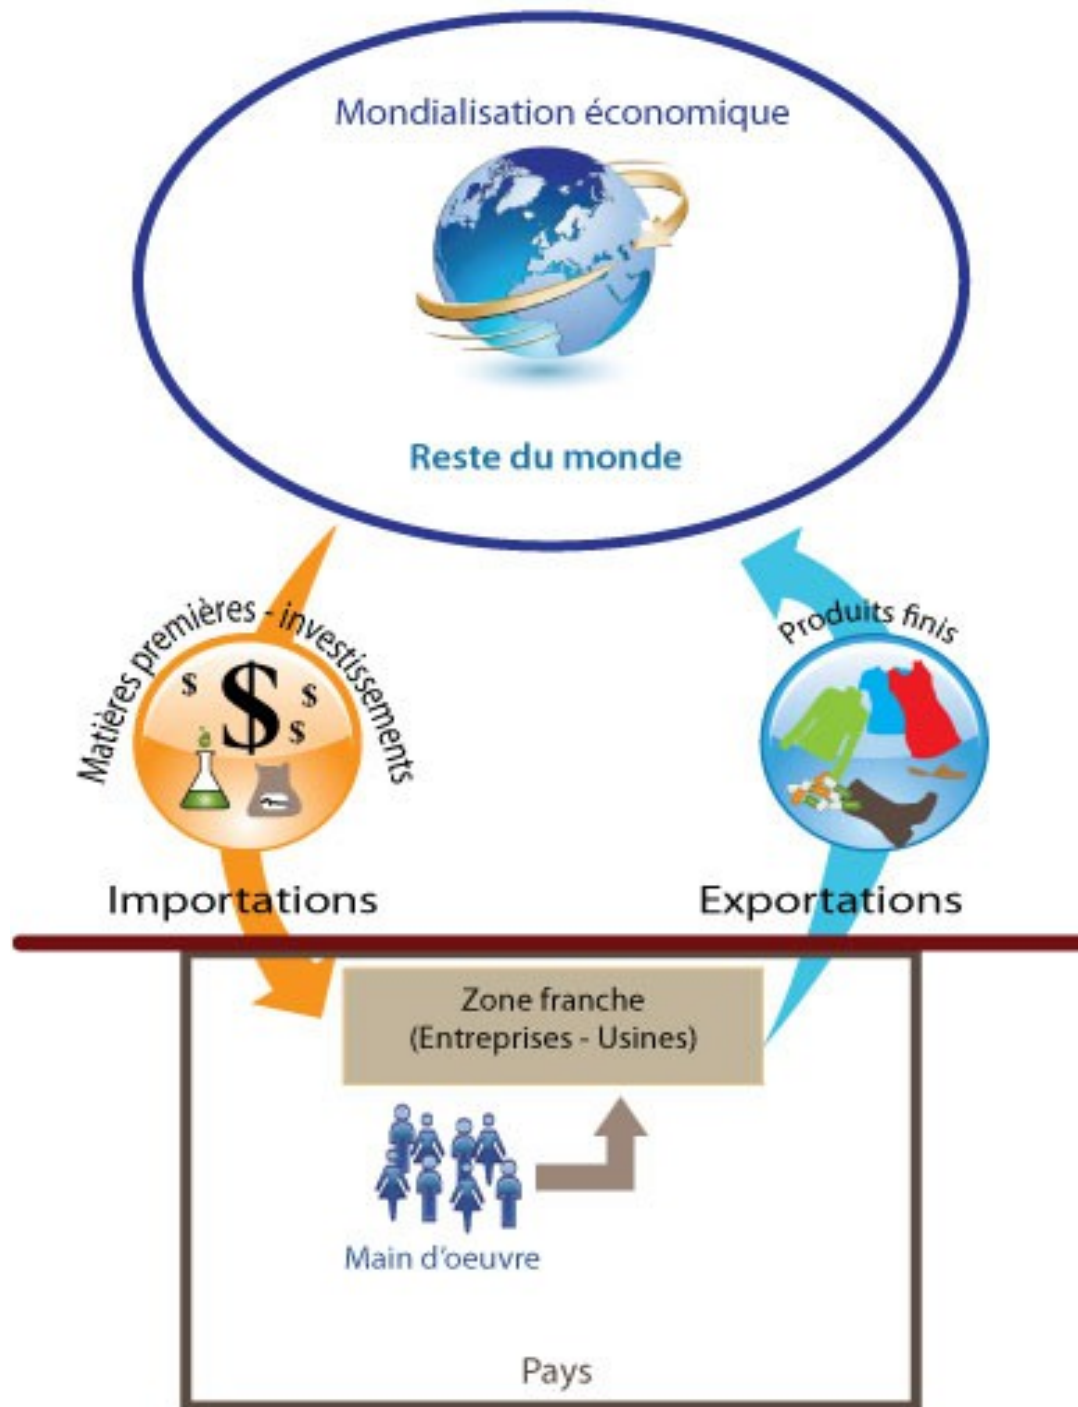 Mondialisation économique
Reste du monde
Matières premières - investissements
$ $ $ $
Produits finis
Importations
Exportations
Zone franche
(Entreprises - Usines)
Main d'oeuvre
Pays